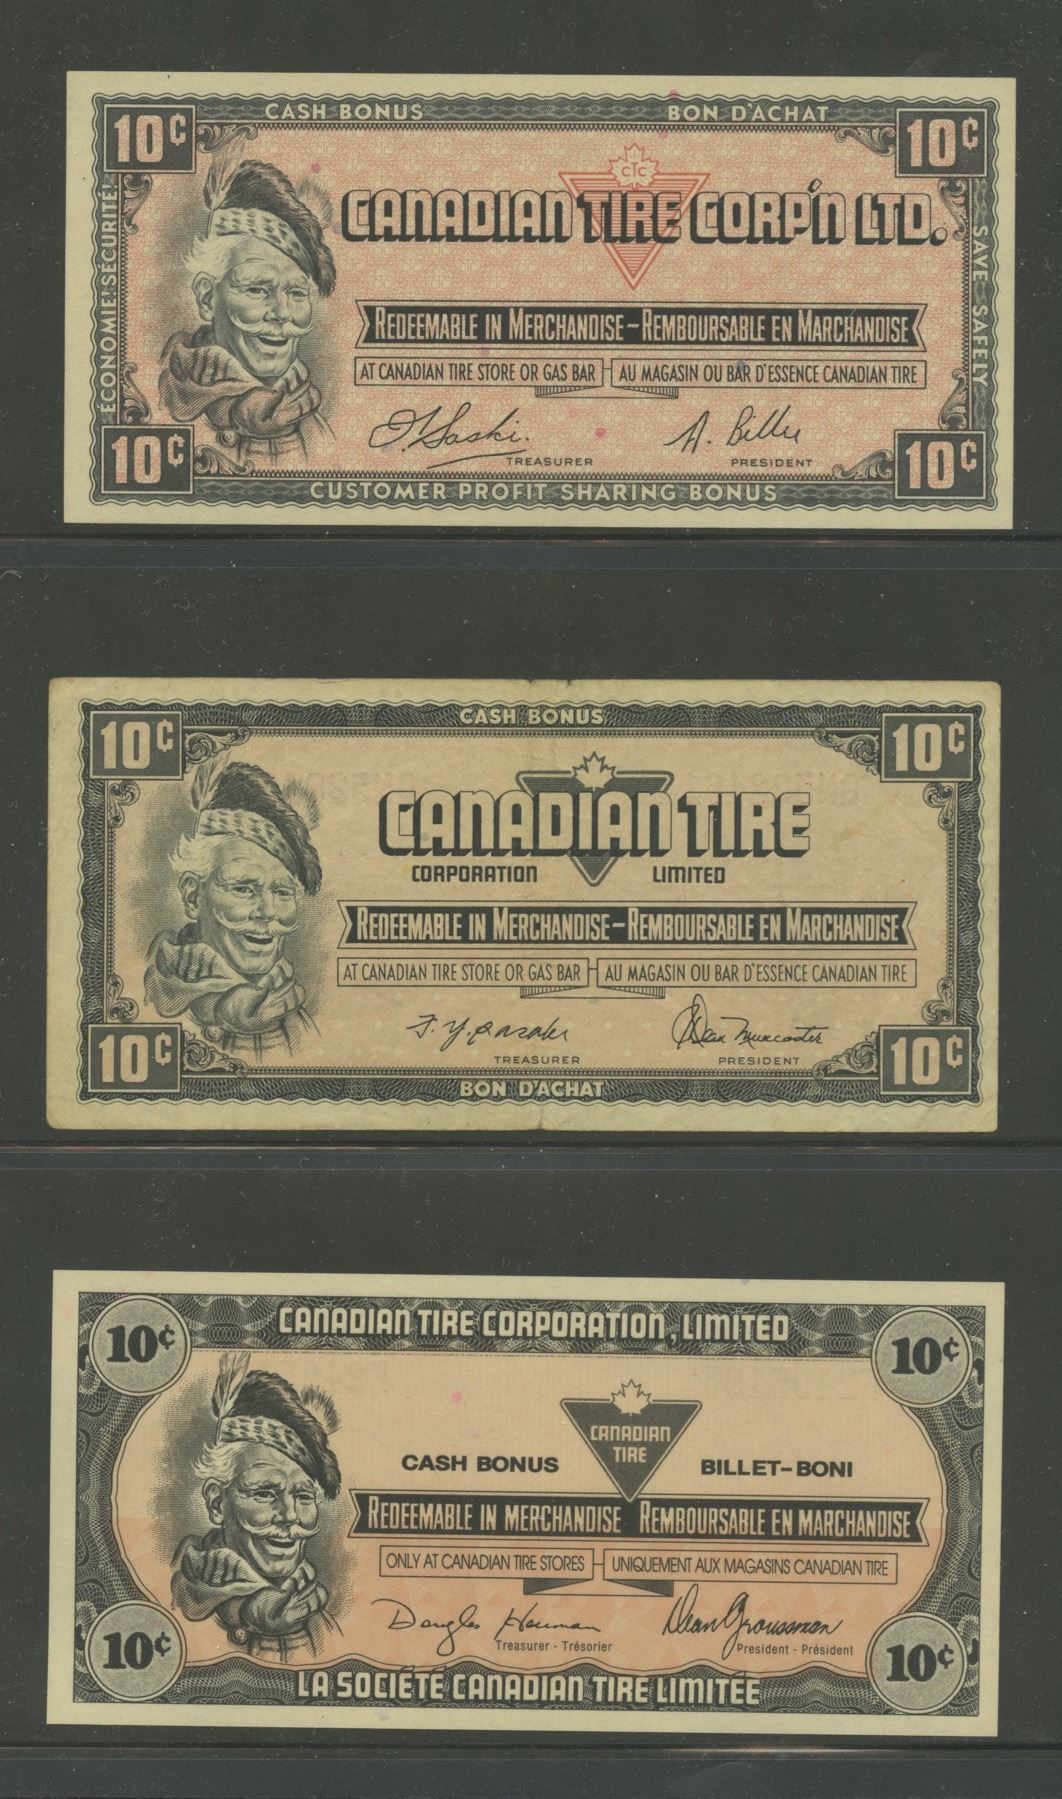 CASH BONUS BON D'ACHAT
10¢ 10¢
ECONOMIE! SÉCURITÉ!
CTC
CANADIAN TIRE CORP'N LTD.
SAVE - SAFELY
REDEEMABLE IN MERCHANDISE – REMBOURSABLE EN MARCHANDISE
AT CANADIAN TIRE STORE OR GAS BAR AU MAGASIN OU BAR D'ESSENCE CANADIAN TIRE
A. Billes
TREASURER PRESIDENT
10¢ 10¢
CUSTOMER PROFIT SHARING BONUS
CASH BONUS
10¢ 10¢
CANADIAN TIRE
CORPORATION LIMITED
REDEEMABLE IN MERCHANDISE – REMBOURSABLE EN MARCHANDISE
AT CANADIAN TIRE STORE OR GAS BAR AU MAGASIN OU BAR D'ESSENCE CANADIAN TIRE
Dean Muncaster
TREASURER PRESIDENT
10¢ 10¢
BON D'ACHAT
CANADIAN TIRE CORPORATION, LIMITED
10¢ 10¢
CANADIAN
TIRE
CASH BONUS BILLET-BONI
REDEEMABLE IN MERCHANDISE REMBOURSABLE EN MARCHANDISE
ONLY AT CANADIAN TIRE STORES UNIQUEMENT AUX MAGASINS CANADIAN TIRE
Dean Groussman
Treasurer - Trésorier President - Président
10¢ 10¢
LA SOCIÉTÉ CANADIAN TIRE LIMITÉE